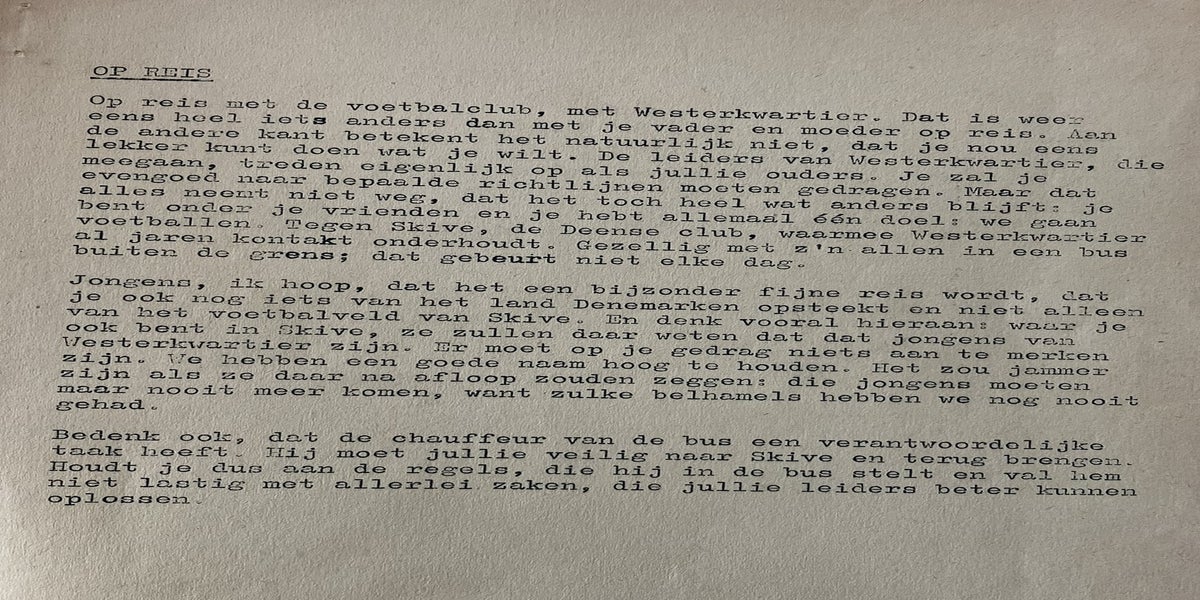 OP REIS
Op reis met de voetbalclub, met Westerkwartier. Dat is weer
eens heel iets anders dan met je vader en moeder op reis. Aan
de andere kant betekent het natuurlijk niet, dat je nou eens
lekker kunt doen wat je wilt. De leiders van Westerkwartier, die
meegaan, treden eigenlijk op als jullie ouders. Je zal je
evengoed naar bepaalde richtlijnen moeten gedragen. Maar dat
alles neemt niet weg, dat het toch heel wat anders blijft: je
bent onder je vrienden en je hebt allemaal één doel: we gaan
voetballen. Tegen Skive, de Deense club, waarmee Westerkwartier
al jaren kontakt onderhoudt. Gezellig met z'n allen in een bus
buiten de grens; dat gebeurt niet elke dag.
Jongens, ik hoop, dat het een bijzonder fijne reis wordt, dat
je ook nog iets van het land Denemarken opsteekt en niet alleen
van het voetbalveld van Skive. En denk vooral hieraan: waar je
ook bent in Skive, ze zullen daar weten dat dat jongens van
Westerkwartier zijn. Er moet op je gedrag niets aan te merken
zijn. We hebben een goede naam hoog te houden. Het zou jammer
zijn als ze daar na afloop zouden zeggen: die jongens moeten
maar nooit meer komen, want zulke belhamels hebben we nog nooit
gehad.
Bedenk ook, dat de chauffeur van de bus een verantwoordelijke
taak heeft. Hij moet jullie veilig naar Skive en terug brengen.
Houdt je dus aan de regels, die hij in de bus stelt en val hem
niet lastig met allerlei zaken, die jullie leiders beter kunnen
oplossen.